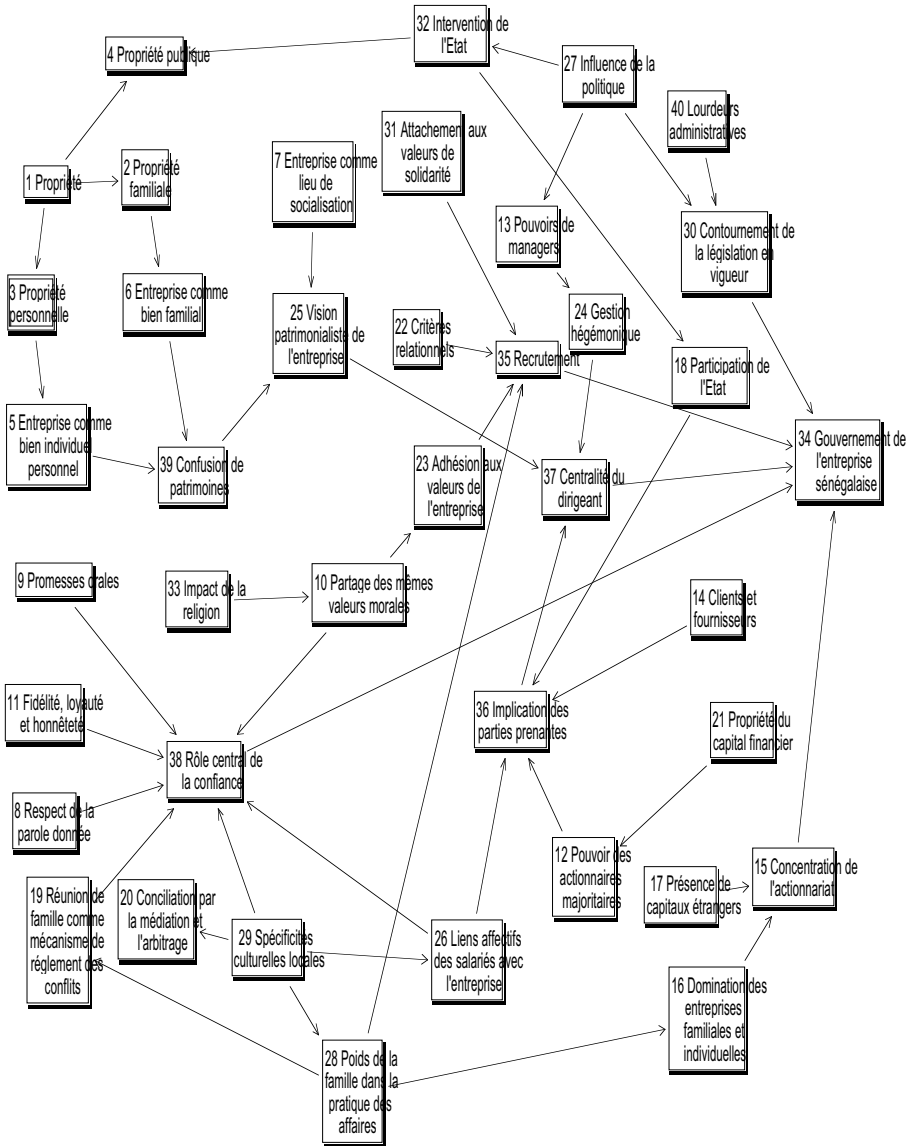 32 Intervention de
l'Etat
4 Propriété publique
27 Influence de la
politique
40 Lourdeurs
administratives
31 Attachement aux
valeurs de
solidarité
7 Entreprise comme
lieu de
socialisation
2 Propriété
familiale
1 Propriété
13 Pouvoirs de
managers
30 Contournement de
la législation en
vigueur
3 Propriété
personnelle
6 Entreprise comme
bien familial
25 Vision
patrimonialiste de
l'entreprise
22 Critères
relationnels
24 Gestion
hégémonique
35 Recrutement
18 Participation de
l'Etat
5 Entreprise comme
bien individuel
personnel
39 Confusion de
patrimoines
23 Adhésion aux
valeurs de
l'entreprise
37 Centralité du
dirigeant
34 Gouvernement de
l'entreprise
sénégalaise
9 Promesses orales
33 Impact de la
religion
10 Partage des mêmes
valeurs morales
14 Clients et
fournisseurs
11 Fidélité, loyauté
et honnêteté
38 Rôle central de
la confiance
36 Implication des
parties prenantes
21 Propriété du
capital financier
8 Respect de la
parole donnée
12 Pouvoir des
actionnaires
majoritaires
17 Présence de
capitaux étrangers
15 Concentration de
l'actionnariat
19 Réunion de
famille comme
mécanisme de
réglement des
conflits
20 Conciliation par
la médiation et
l'arbitrage
29 Spécificités
culturelles locales
26 Liens affectifs
des salariés avec
l'entreprise
16 Domination des
entreprises
familiales et
individuelles
28 Poids de la
famille dans la
pratique des
affaires